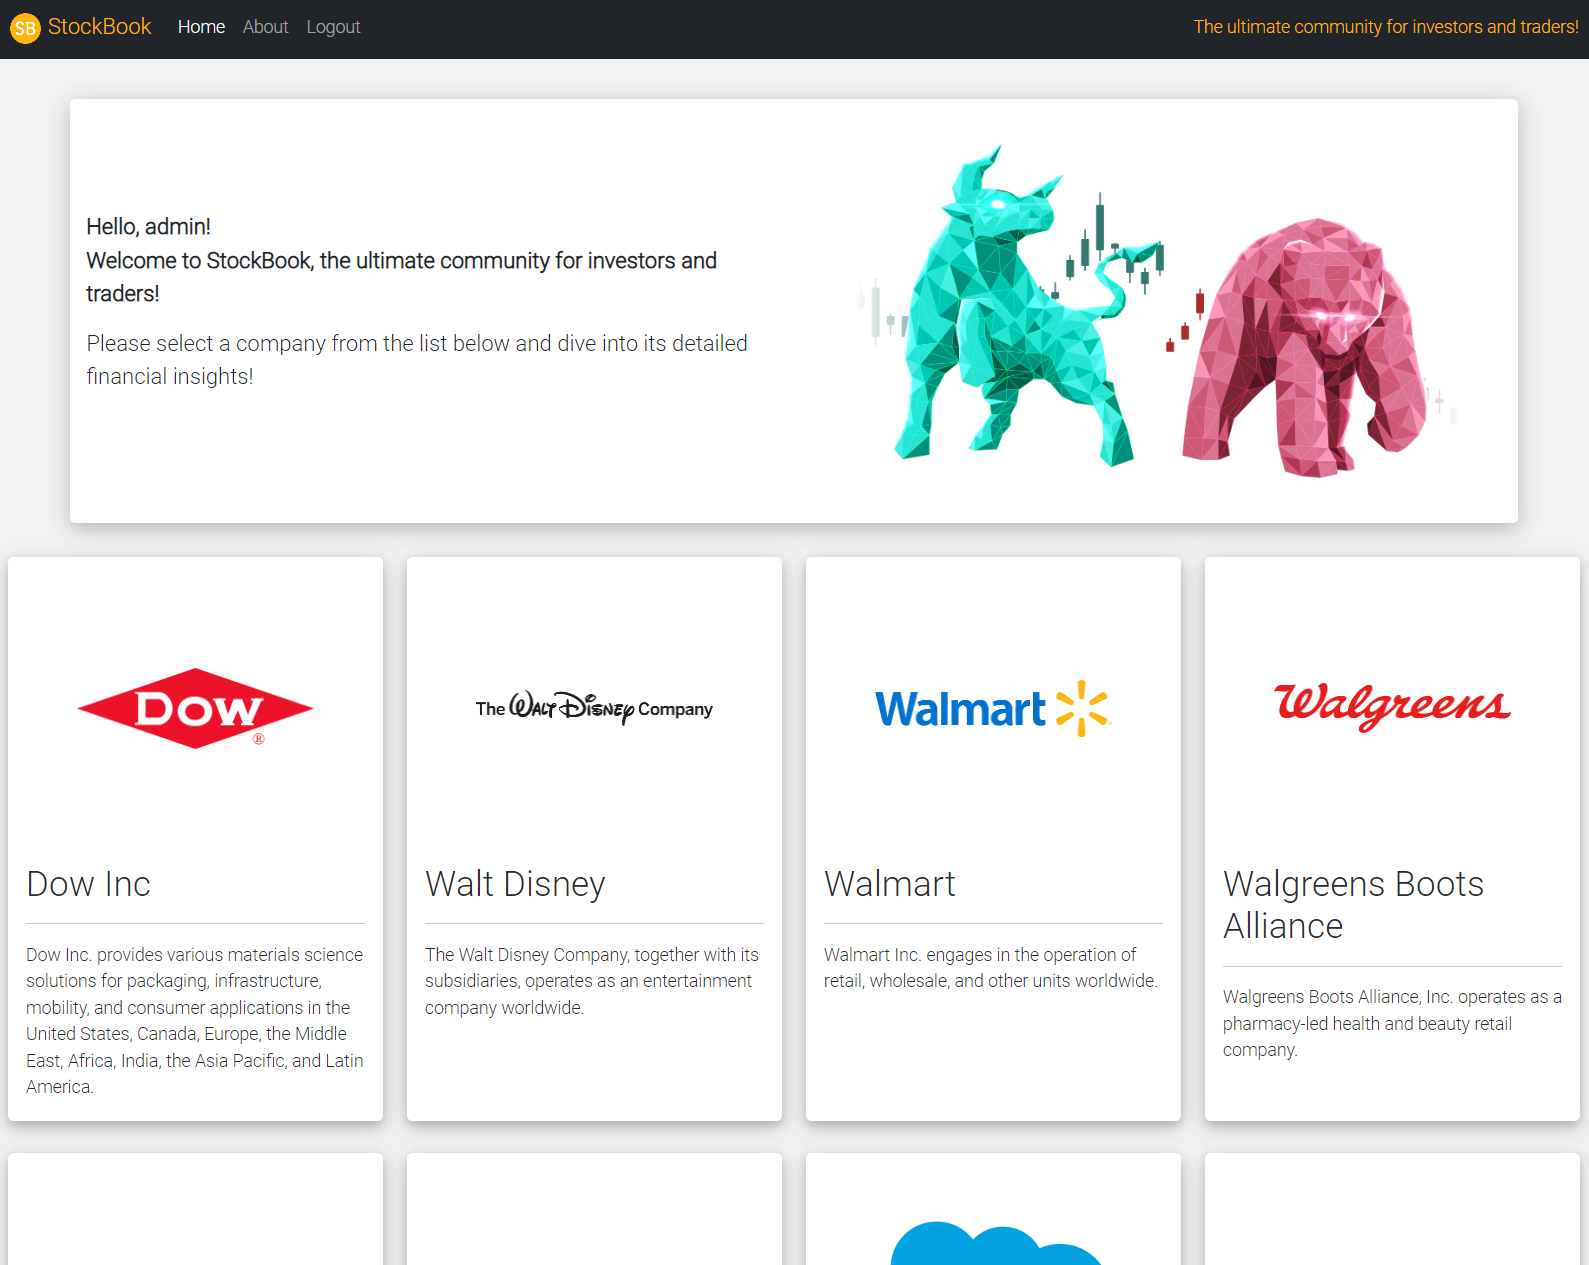 SB StockBook Home About Logout The ultimate community for investors and traders!
Hello, admin!
Welcome to StockBook, the ultimate community for investors and
traders!
Please select a company from the list below and dive into its detailed
financial insights!
DOW
®
The WALT DISNEY Company
Walmart
Walgreens
Dow Inc
Dow Inc. provides various materials science
solutions for packaging, infrastructure,
mobility, and consumer applications in the
United States, Canada, Europe, the Middle
East, Africa, India, the Asia Pacific, and Latin
America.
Walt Disney
The Walt Disney Company, together with its
subsidiaries, operates as an entertainment
company worldwide.
Walmart
Walmart Inc. engages in the operation of
retail, wholesale, and other units worldwide.
Walgreens Boots
Alliance
Walgreens Boots Alliance, Inc. operates as a
pharmacy-led health and beauty retail
company.